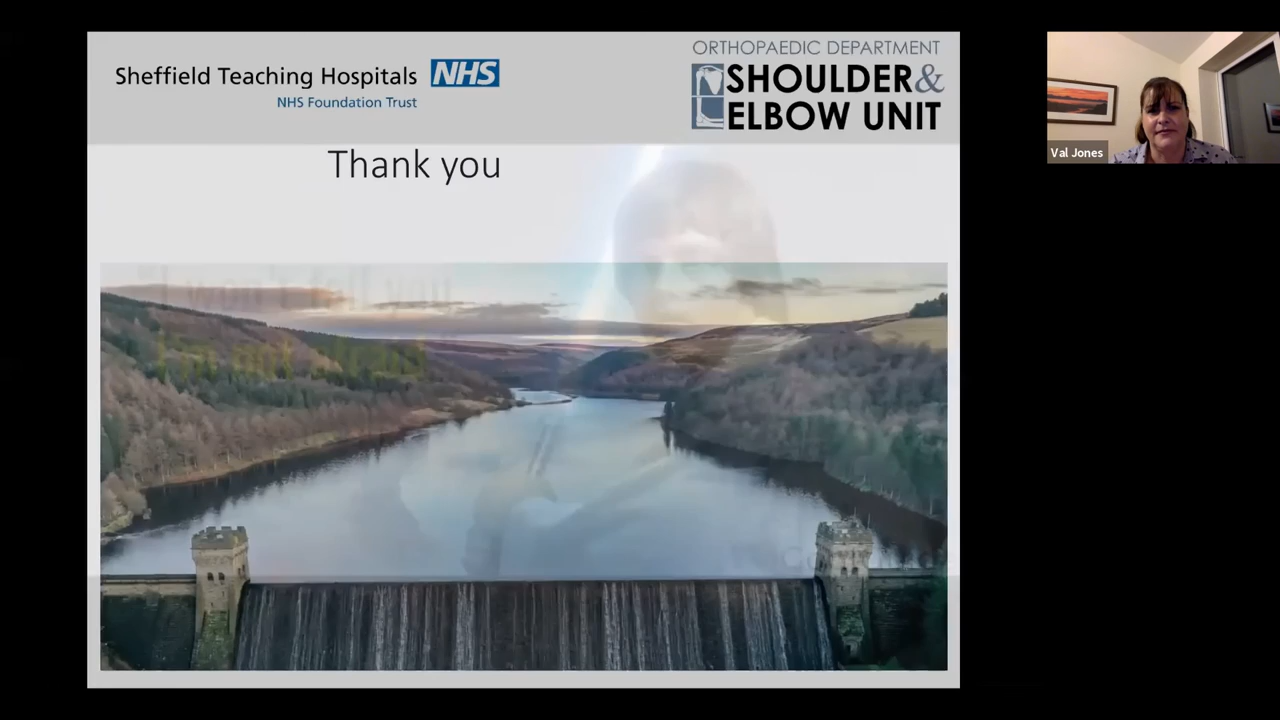 Sheffield Teaching Hospitals NHS
NHS Foundation Trust
ORTHOPAEDIC DEPARTMENT
SHOULDER&
ELBOW UNIT
Thank you
Val Jones